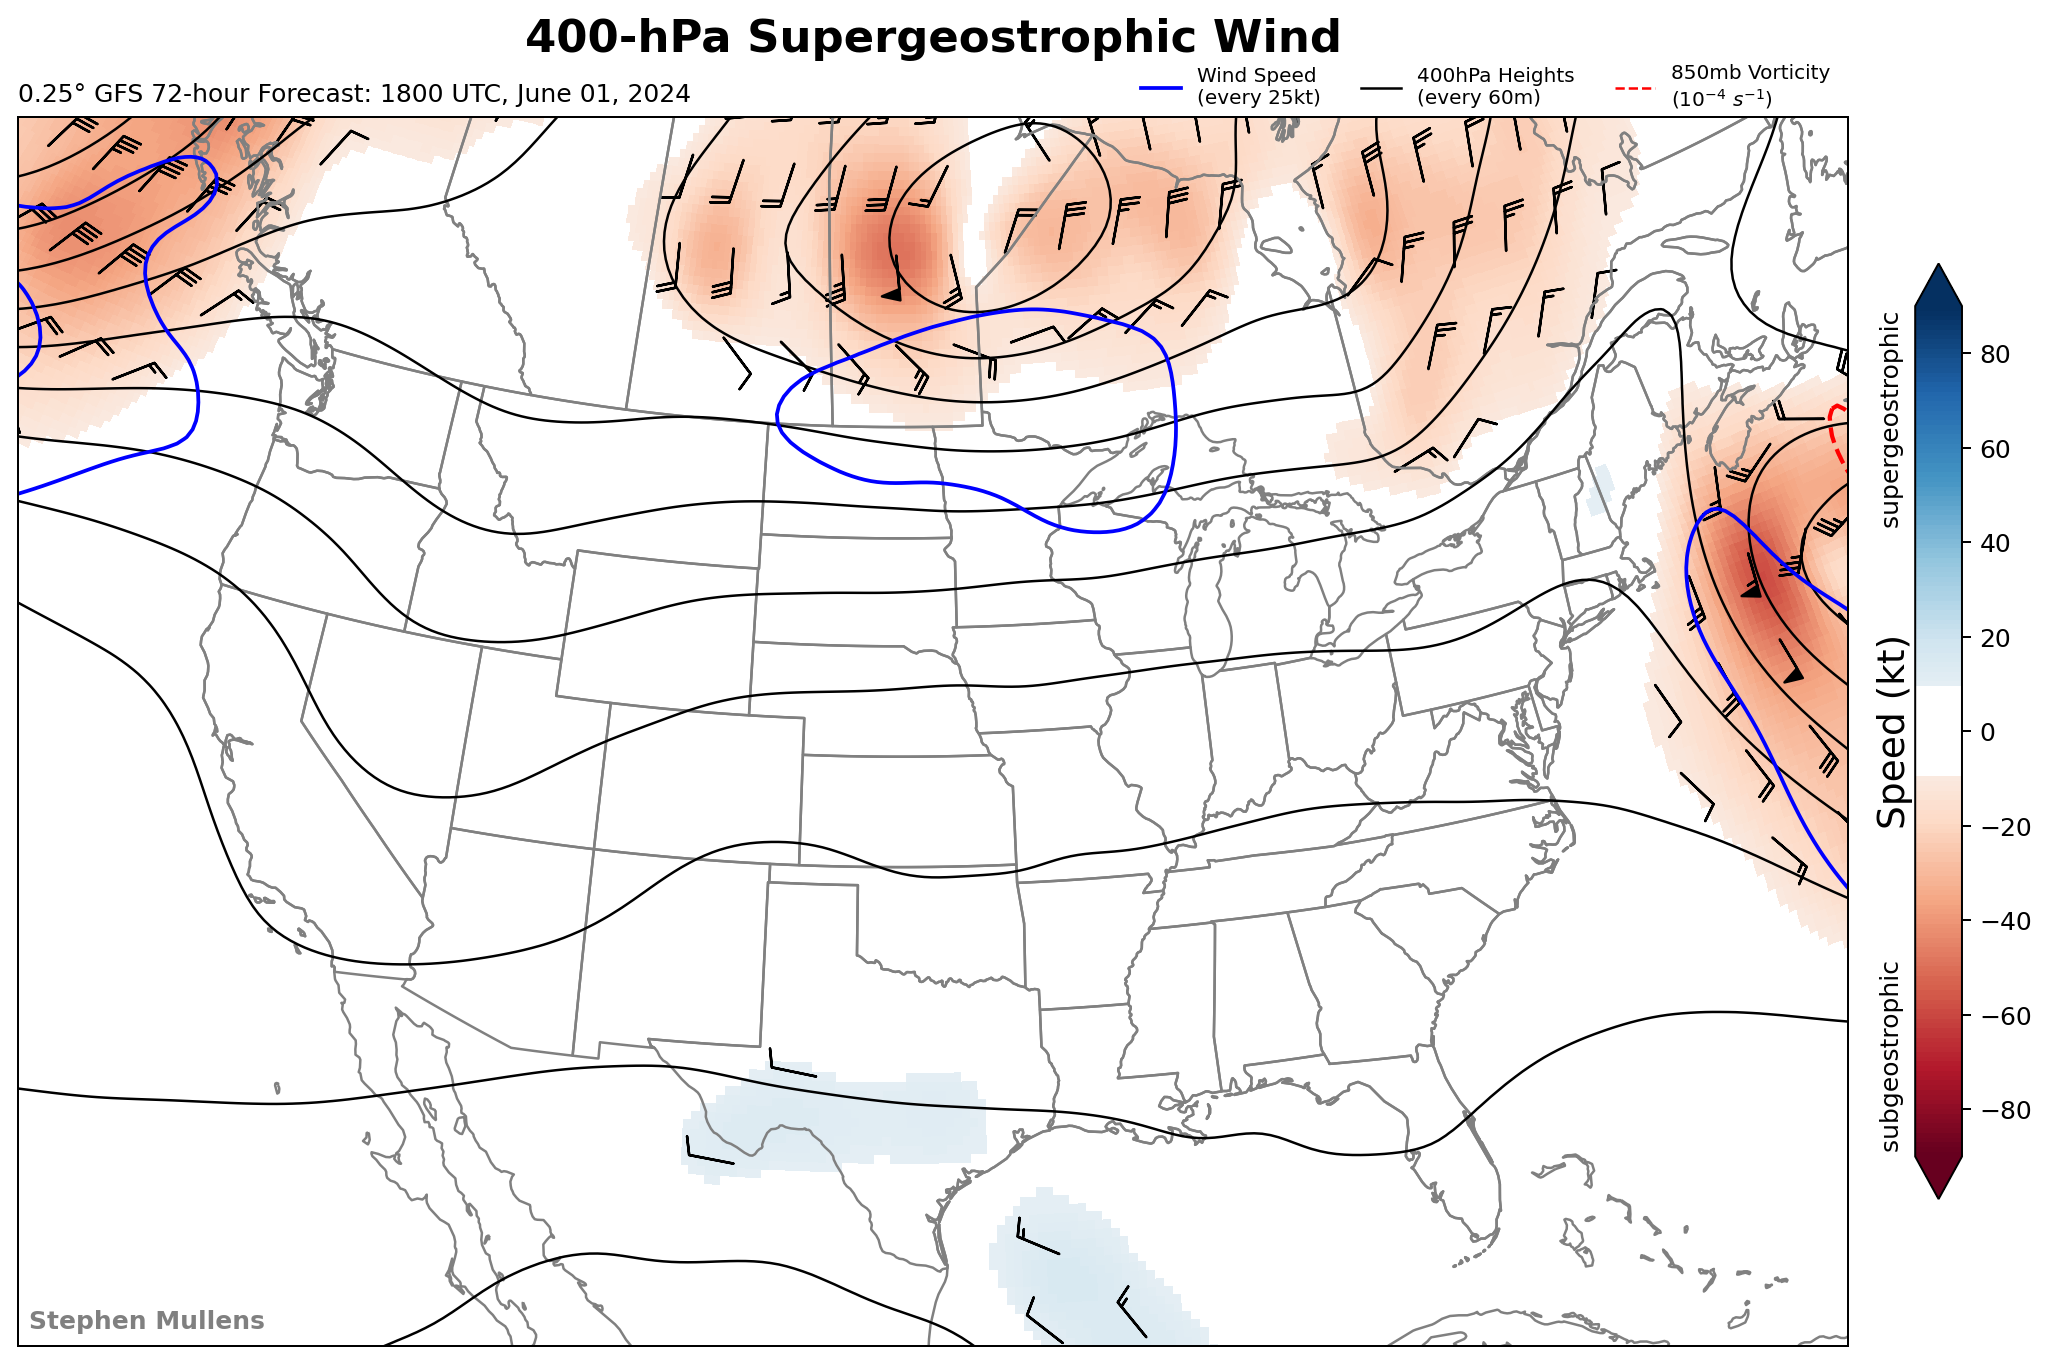 400-hPa Supergeostrophic Wind
0.25° GFS 72-hour Forecast: 1800 UTC, June 01, 2024
Wind Speed
(every 25kt)
400hPa Heights
(every 60m)
850mb Vorticity
(10⁻⁴ s⁻¹)
supergeostrophic
Speed (kt)
subgeostrophic
80
60
40
20
0
−20
−40
−60
−80
Stephen Mullens